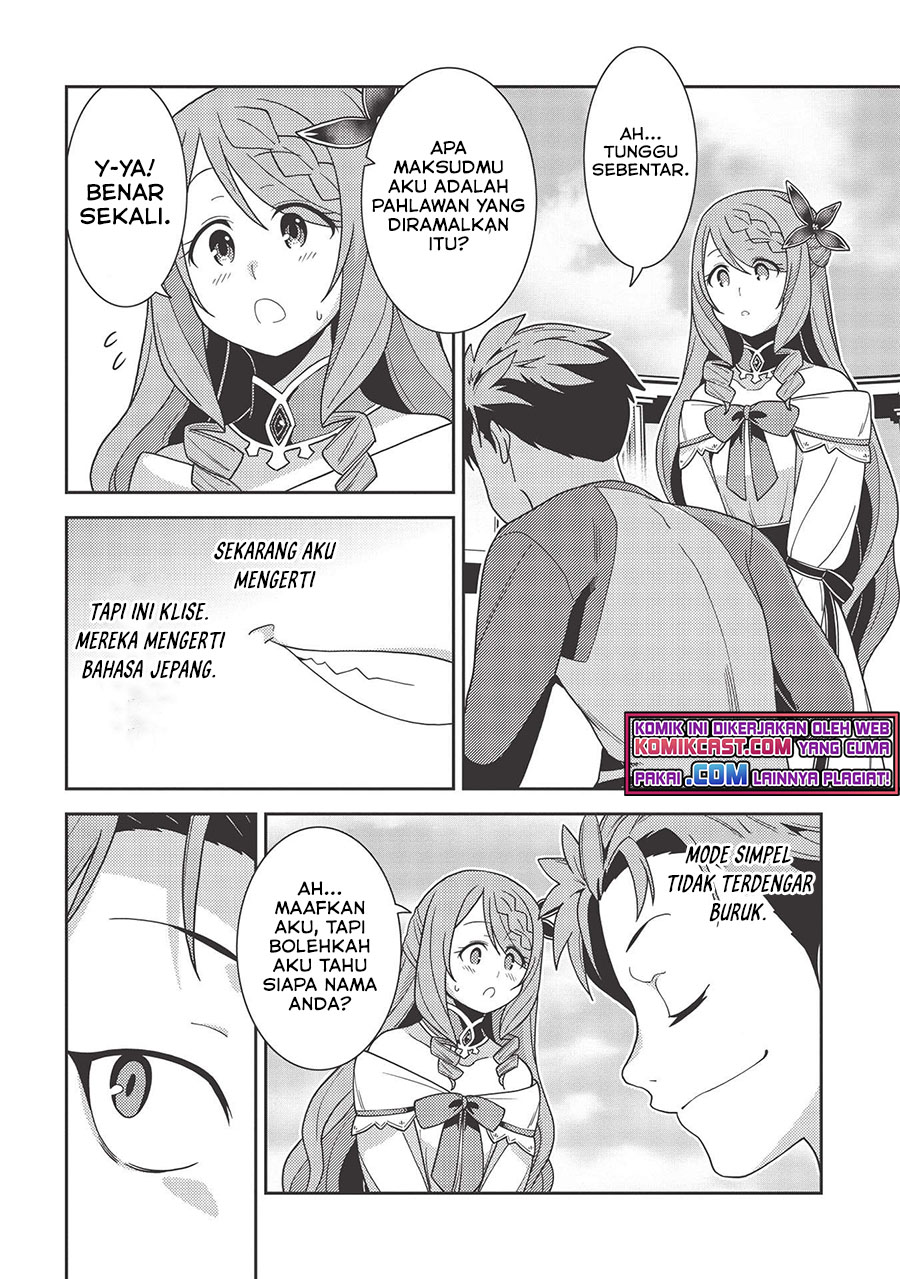 AH...
TUNGGU
SEBENTAR.
APA
MAKSUDMU
AKU ADALAH
PAHLAWAN YANG
DIRAMALKAN
ITU?
Y-YA!
BENAR
SEKALI.
SEKARANG AKU
MENGERTI
TAPI INI KLISE.
MEREKA MENGERTI
BAHASA JEPANG.
KOMIK INI DIKERJAKAN OLEH WEB
KOMIKCAST.COM YANG CUMA
PAKAI .COM LAINNYA PLAGIAT!
MODE SIMPEL
TIDAK TERDENGAR
BURUK.
AH...
MAAFKAN
AKU, TAPI
BOLEHKAH
AKU TAHU
SIAPA NAMA
ANDA?